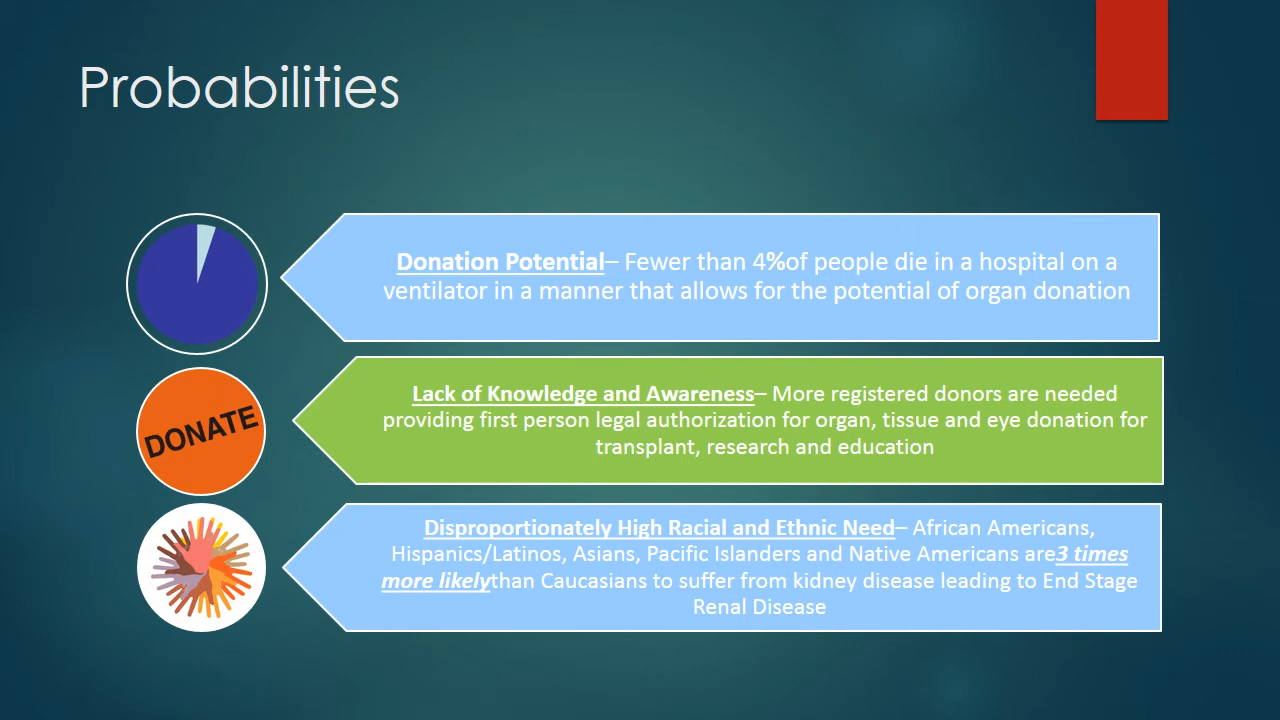 Probabilities
Donation Potential– Fewer than 4%of people die in a hospital on a
ventilator in a manner that allows for the potential of organ donation
DONATE
Lack of Knowledge and Awareness– More registered donors are needed
providing first person legal authorization for organ, tissue and eye donation for
transplant, research and education
Disproportionately High Racial and Ethnic Need– African Americans,
Hispanics/Latinos, Asians, Pacific Islanders and Native Americans are3 times
more likelythan Caucasians to suffer from kidney disease leading to End Stage
Renal Disease